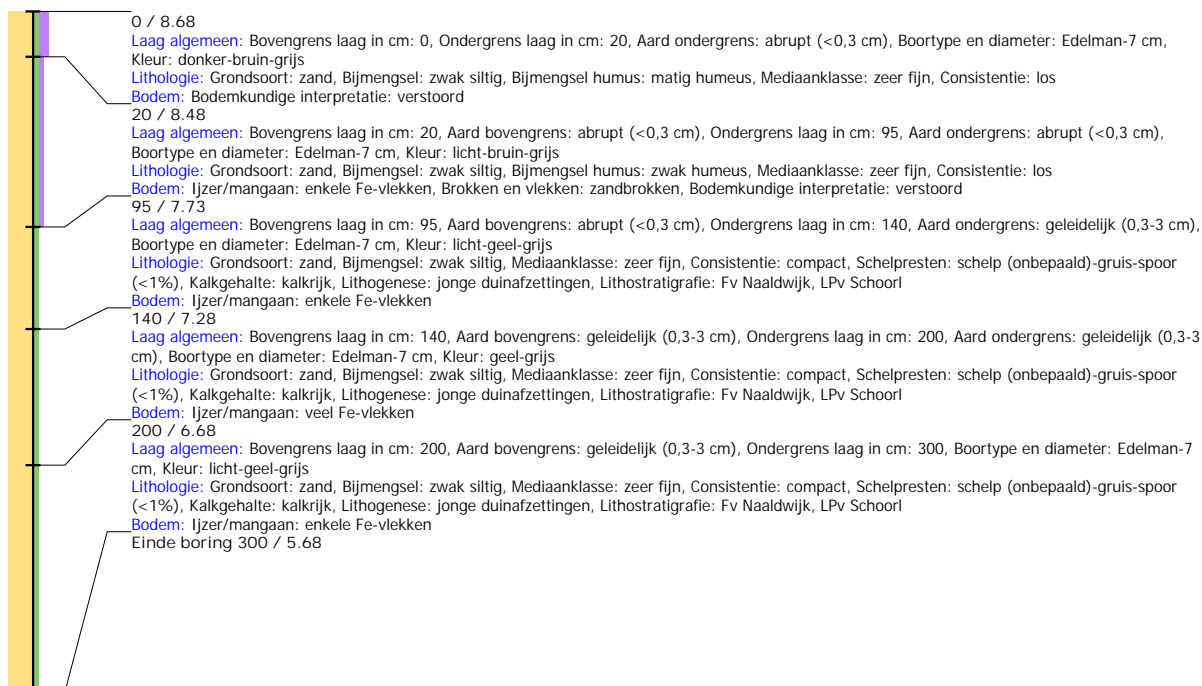 0 / 8.68
Laag algemeen: Bovengrens laag in cm: 0, Ondergrens laag in cm: 20, Aard ondergrens: abrupt (<0,3 cm), Boortype en diameter: Edelman-7 cm,
Kleur: donker-bruin-grijs
Lithologie: Grondsoort: zand, Bijmengsel: zwak siltig, Bijmengsel humus: matig humeus, Mediaanklasse: zeer fijn, Consistentie: los
Bodem: Bodemkundige interpretatie: verstoord
20 / 8.48
Laag algemeen: Bovengrens laag in cm: 20, Aard bovengrens: abrupt (<0,3 cm), Ondergrens laag in cm: 95, Aard ondergrens: abrupt (<0,3 cm),
Boortype en diameter: Edelman-7 cm, Kleur: licht-bruin-grijs
Lithologie: Grondsoort: zand, Bijmengsel: zwak siltig, Bijmengsel humus: zwak humeus, Mediaanklasse: zeer fijn, Consistentie: los
Bodem: Ijzer/mangaan: enkele Fe-vlekken, Brokken en vlekken: zandbrokken, Bodemkundige interpretatie: verstoord
95 / 7.73
Laag algemeen: Bovengrens laag in cm: 95, Aard bovengrens: abrupt (<0,3 cm), Ondergrens laag in cm: 140, Aard ondergrens: geleidelijk (0,3-3 cm),
Boortype en diameter: Edelman-7 cm, Kleur: licht-geel-grijs
Lithologie: Grondsoort: zand, Bijmengsel: zwak siltig, Mediaanklasse: zeer fijn, Consistentie: compact, Schelpresten: schelp (onbepaald)-gruis-spoor
(<1%), Kalkgehalte: kalkrijk, Lithogenese: jonge duinafzettingen, Lithostratigrafie: Fv Naaldwijk, LPv Schoorl
Bodem: Ijzer/mangaan: enkele Fe-vlekken
140 / 7.28
Laag algemeen: Bovengrens laag in cm: 140, Aard bovengrens: geleidelijk (0,3-3 cm), Ondergrens laag in cm: 200, Aard ondergrens: geleidelijk (0,3-3
cm), Boortype en diameter: Edelman-7 cm, Kleur: geel-grijs
Lithologie: Grondsoort: zand, Bijmengsel: zwak siltig, Mediaanklasse: zeer fijn, Consistentie: compact, Schelpresten: schelp (onbepaald)-gruis-spoor
(<1%), Kalkgehalte: kalkrijk, Lithogenese: jonge duinafzettingen, Lithostratigrafie: Fv Naaldwijk, LPv Schoorl
Bodem: Ijzer/mangaan: veel Fe-vlekken
200 / 6.68
Laag algemeen: Bovengrens laag in cm: 200, Aard bovengrens: geleidelijk (0,3-3 cm), Ondergrens laag in cm: 300, Boortype en diameter: Edelman-7
cm, Kleur: licht-geel-grijs
Lithologie: Grondsoort: zand, Bijmengsel: zwak siltig, Mediaanklasse: zeer fijn, Consistentie: compact, Schelpresten: schelp (onbepaald)-gruis-spoor
(<1%), Kalkgehalte: kalkrijk, Lithogenese: jonge duinafzettingen, Lithostratigrafie: Fv Naaldwijk, LPv Schoorl
Bodem: Ijzer/mangaan: enkele Fe-vlekken
Einde boring 300 / 5.68